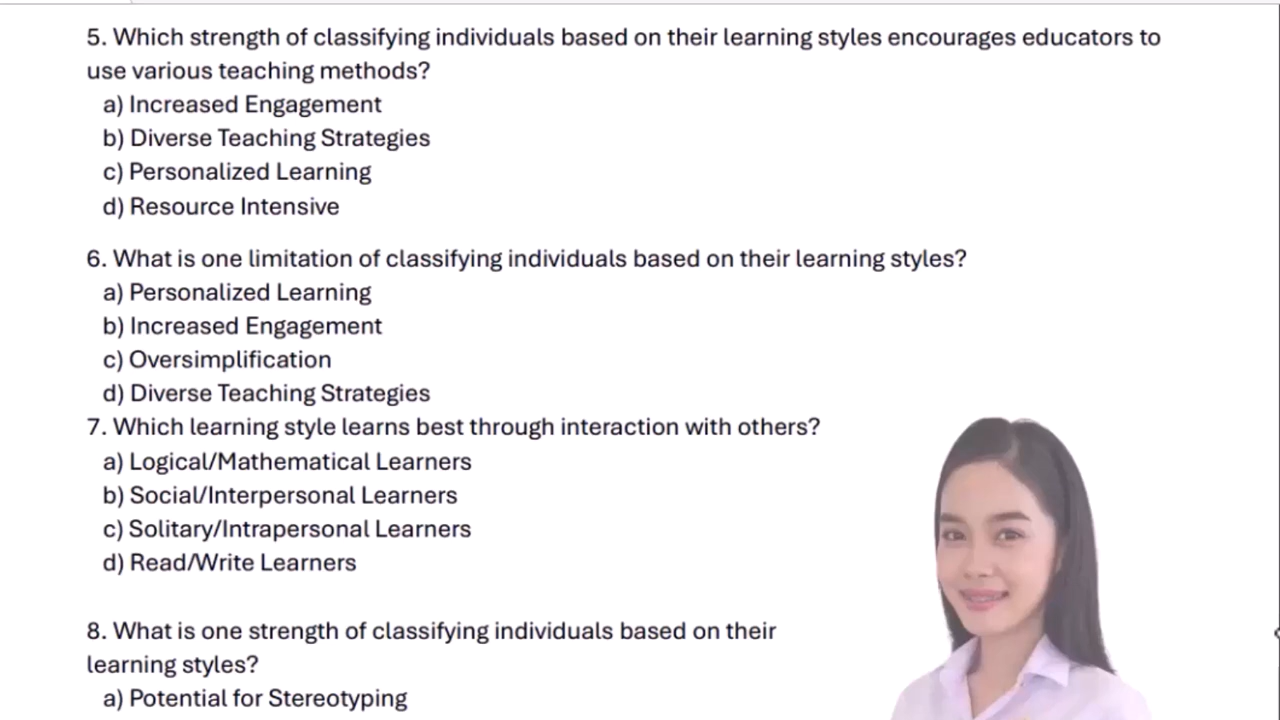 5. Which strength of classifying individuals based on their learning styles encourages educators to
use various teaching methods?
a) Increased Engagement
b) Diverse Teaching Strategies
c) Personalized Learning
d) Resource Intensive
6. What is one limitation of classifying individuals based on their learning styles?
a) Personalized Learning
b) Increased Engagement
c) Oversimplification
d) Diverse Teaching Strategies
7. Which learning style learns best through interaction with others?
a) Logical/Mathematical Learners
b) Social/Interpersonal Learners
c) Solitary/Intrapersonal Learners
d) Read/Write Learners
8. What is one strength of classifying individuals based on their
learning styles?
a) Potential for Stereotyping